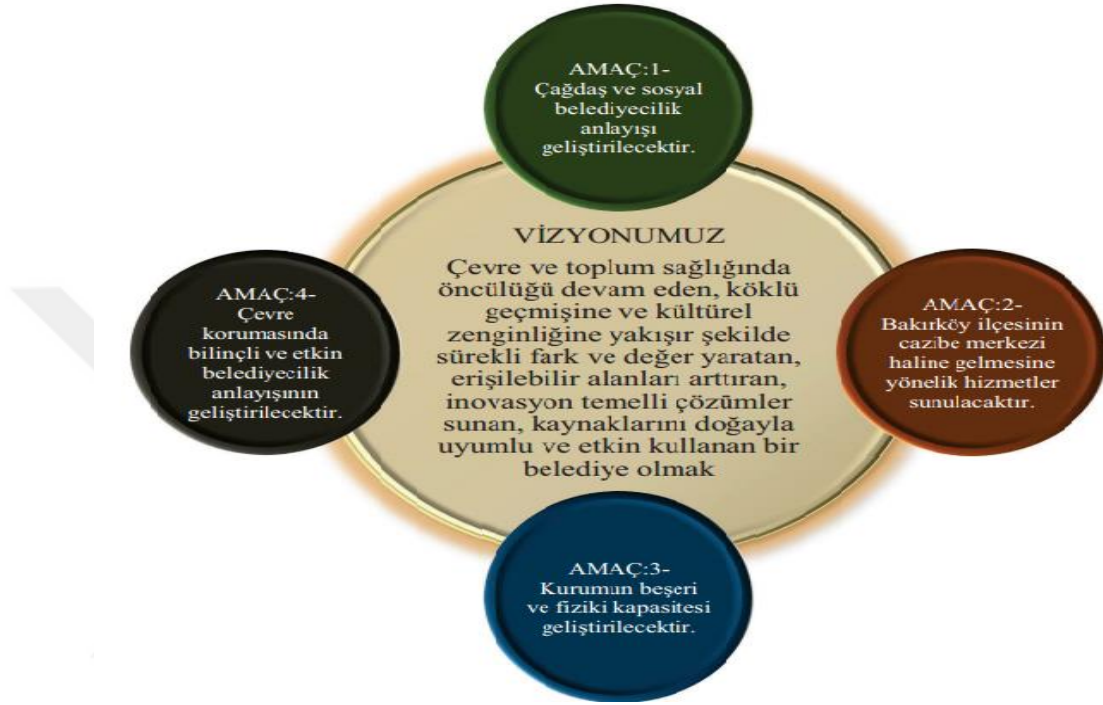 AMAÇ:1-
Çağdaş ve sosyal
belediyecilik
anlayışı
geliştirilecektir.
VİZYONUMUZ
Çevre ve toplum sağlığında
öncülüğü devam eden, köklü
geçmişine ve kültürel
zenginliğine yakışır şekilde
sürekli fark ve değer yaratan,
erişilebilir alanları arttıran,
inovasyon temelli çözümler
sunan, kaynaklarını doğayla
uyumlu ve etkin kullanan bir
belediye olmak
AMAÇ:2-
Bakırköy ilçesinin
cazibe merkezi
haline gelmesine
yönelik hizmetler
sunulacaktır.
AMAÇ:3-
Kurumun beşeri
ve fiziki kapasitesi
geliştirilecektir.
AMAÇ:4-
Çevre
korumasında
bilinçli ve etkin
belediyecilik
anlayışının
geliştirilecektir.